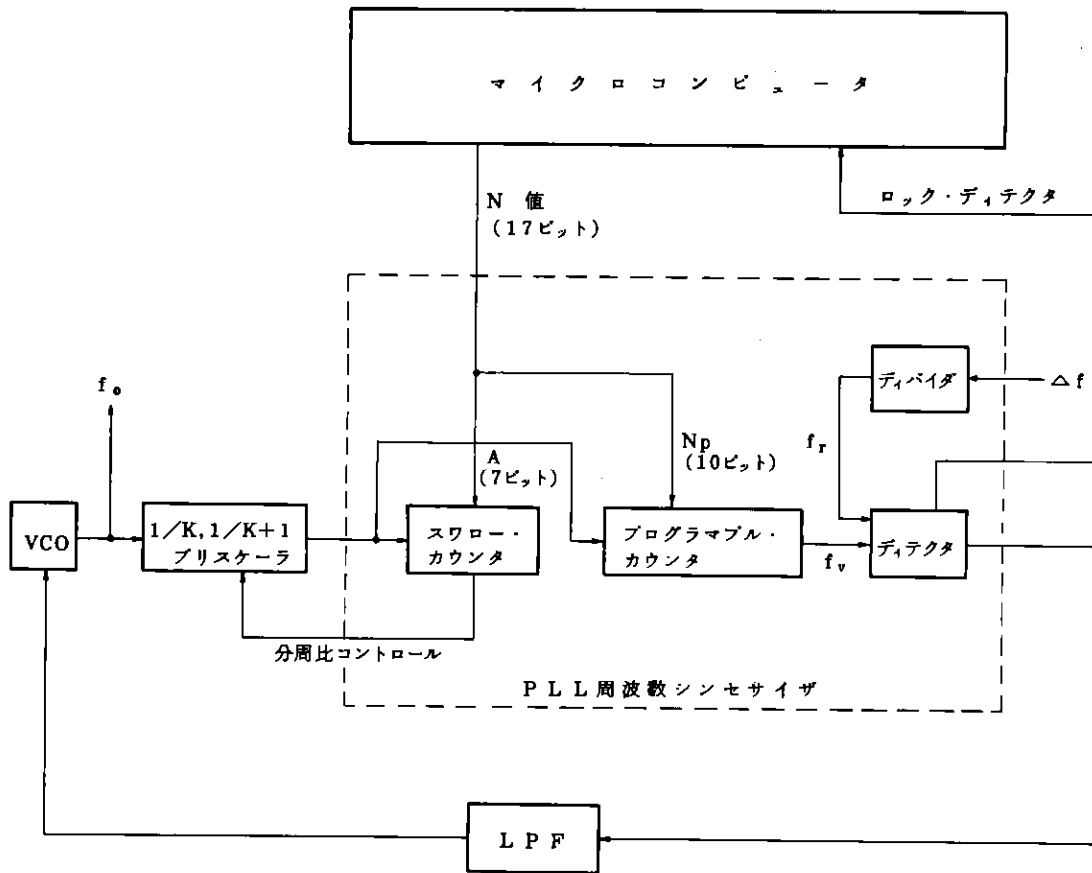 マイクロコンピュータ
N 値
(17ビット)
ロック・ディテクタ
fo
ディバイダ
△f
fr
A
(7ビット)
Np
(10ビット)
VCO
1/K,1/K+1
プリスケーラ
スワロー・
カウンタ
プログラマブル・
カウンタ
fv
ディテクタ
分周比コントロール
PLL周波数シンセサイザ
LPF